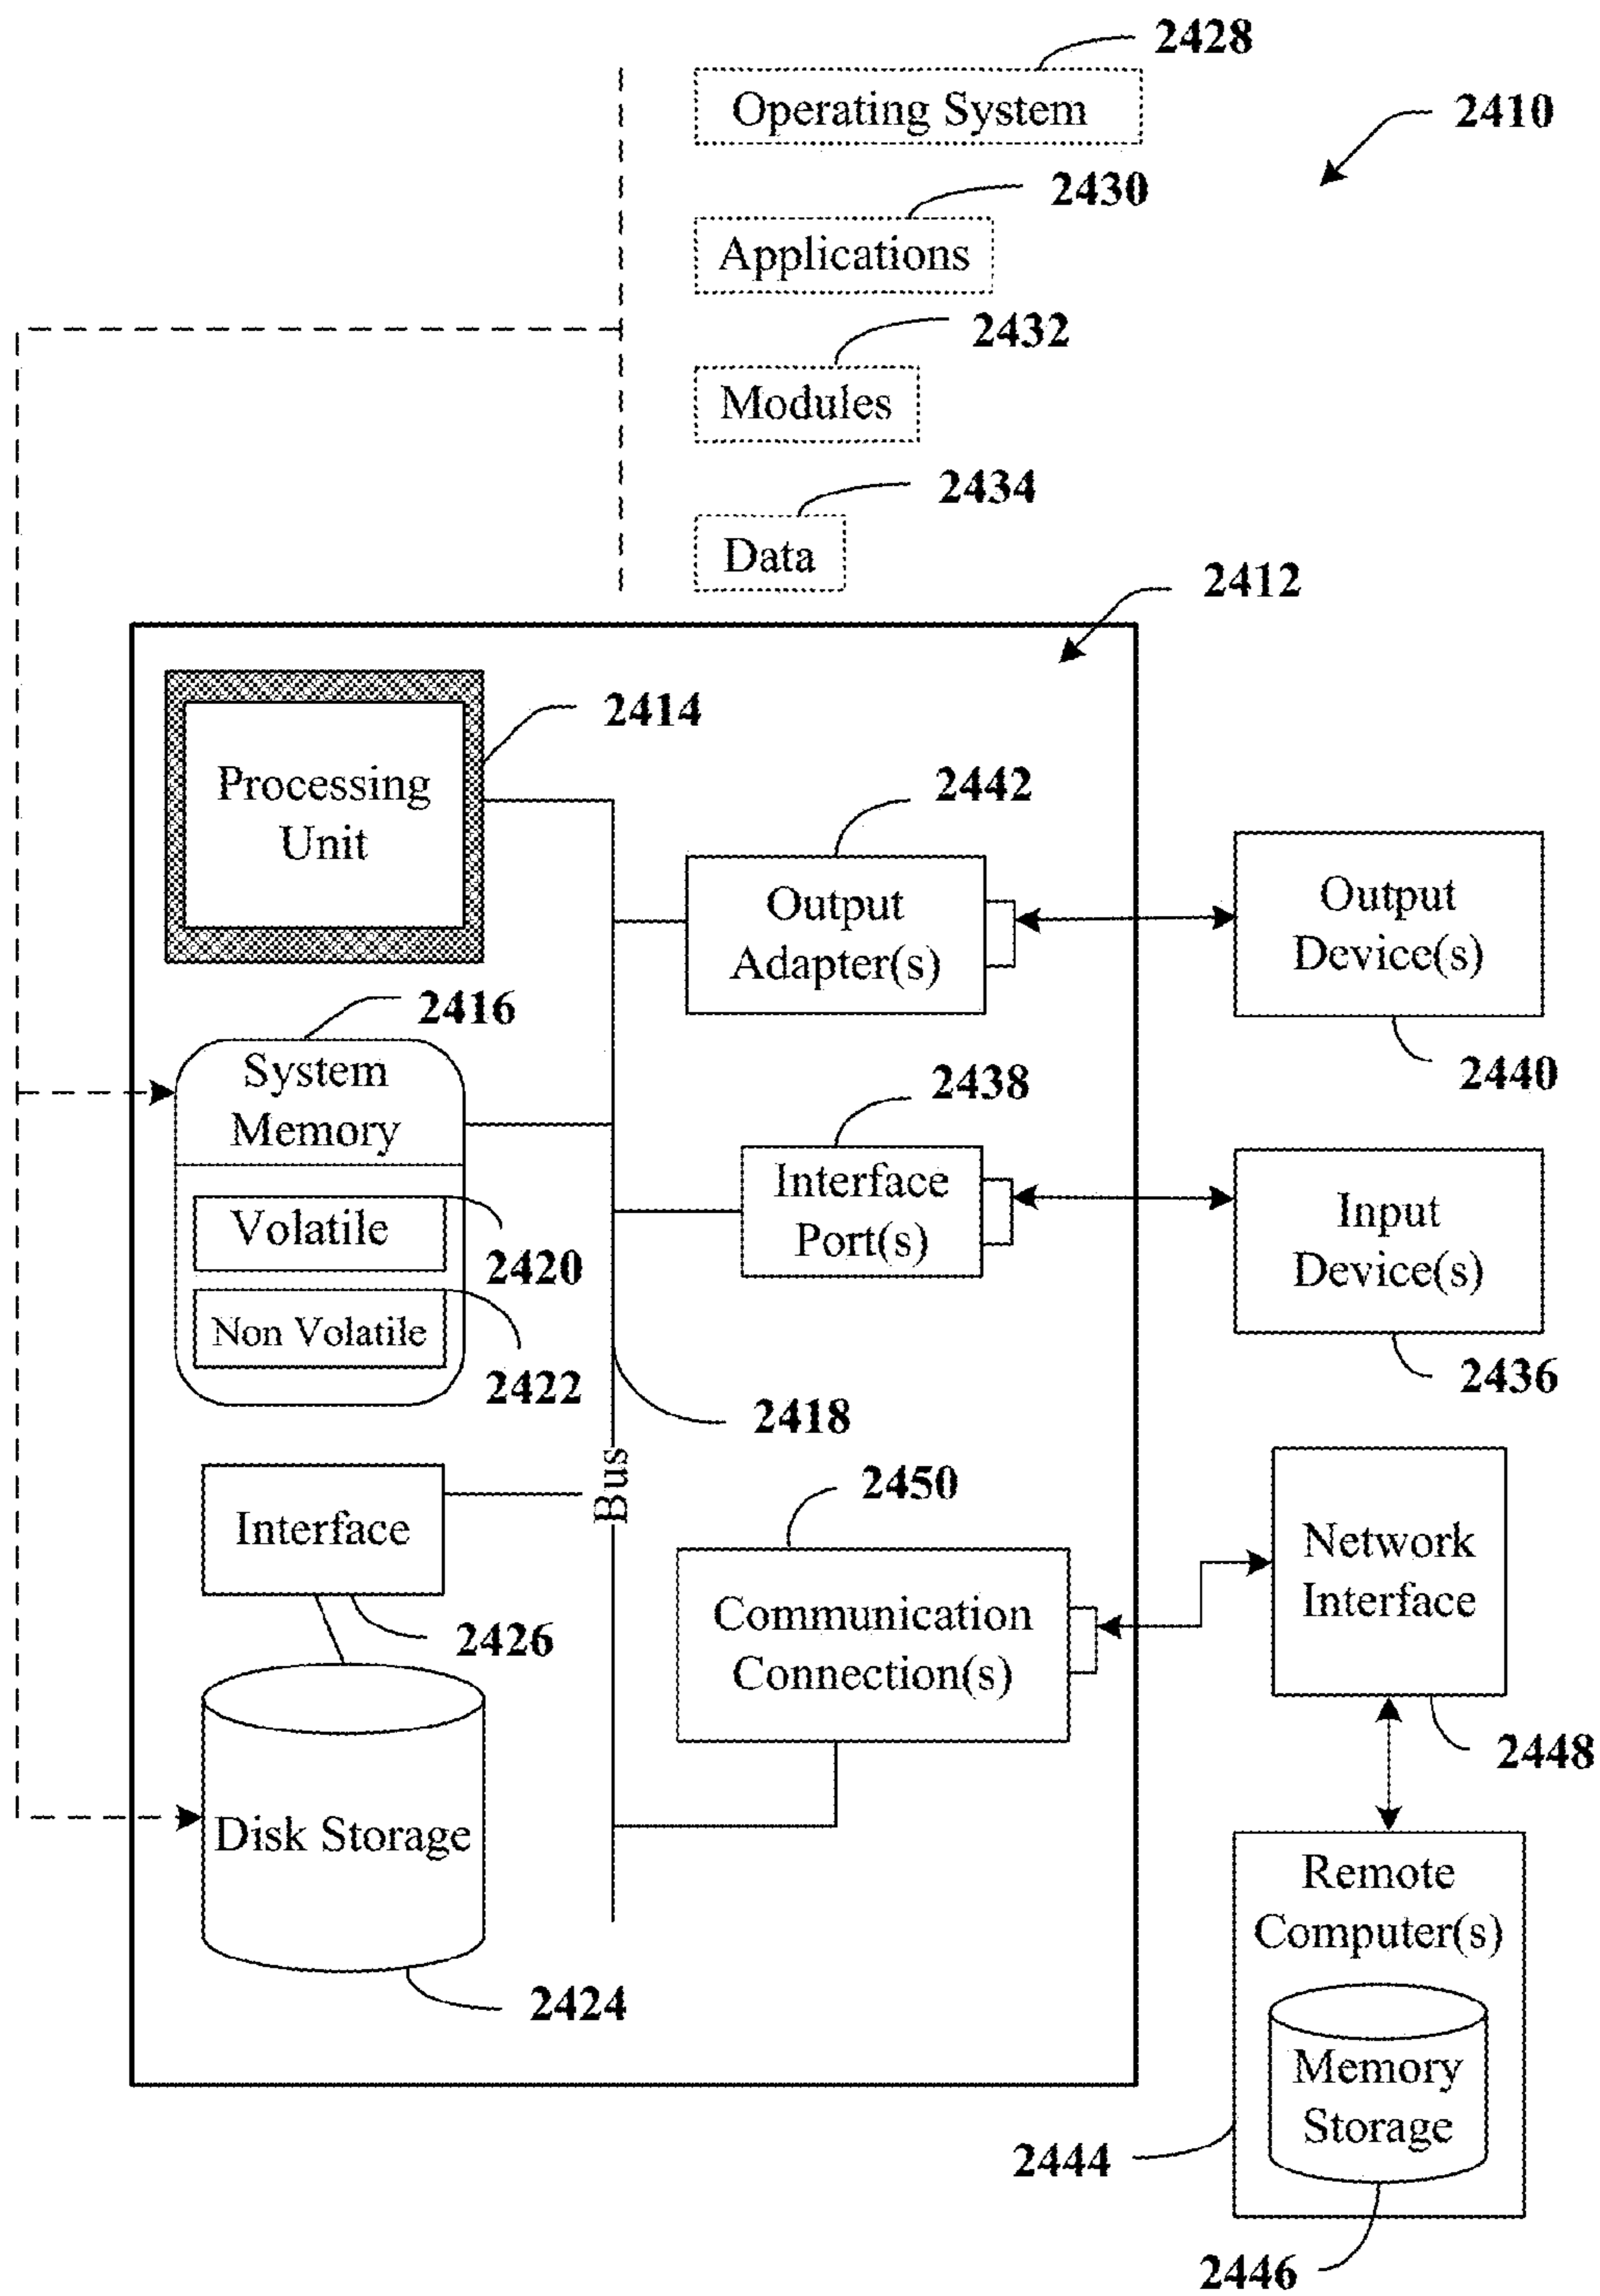 2428
Operating System
2410
2430
Applications
2432
Modules
2434
Data
2412
2414
Processing
Unit
2442
Output
Adapter(s)
Output
Device(s)
2440
2416
System
Memory
2438
Interface
Port(s)
Input
Device(s)
2436
Volatile
2420
Non Volatile
2422
2418
Bus
2450
Interface
2426
Communication
Connection(s)
Network
Interface
2448
Disk Storage
2424
Remote
Computer(s)
Memory
Storage
2444
2446